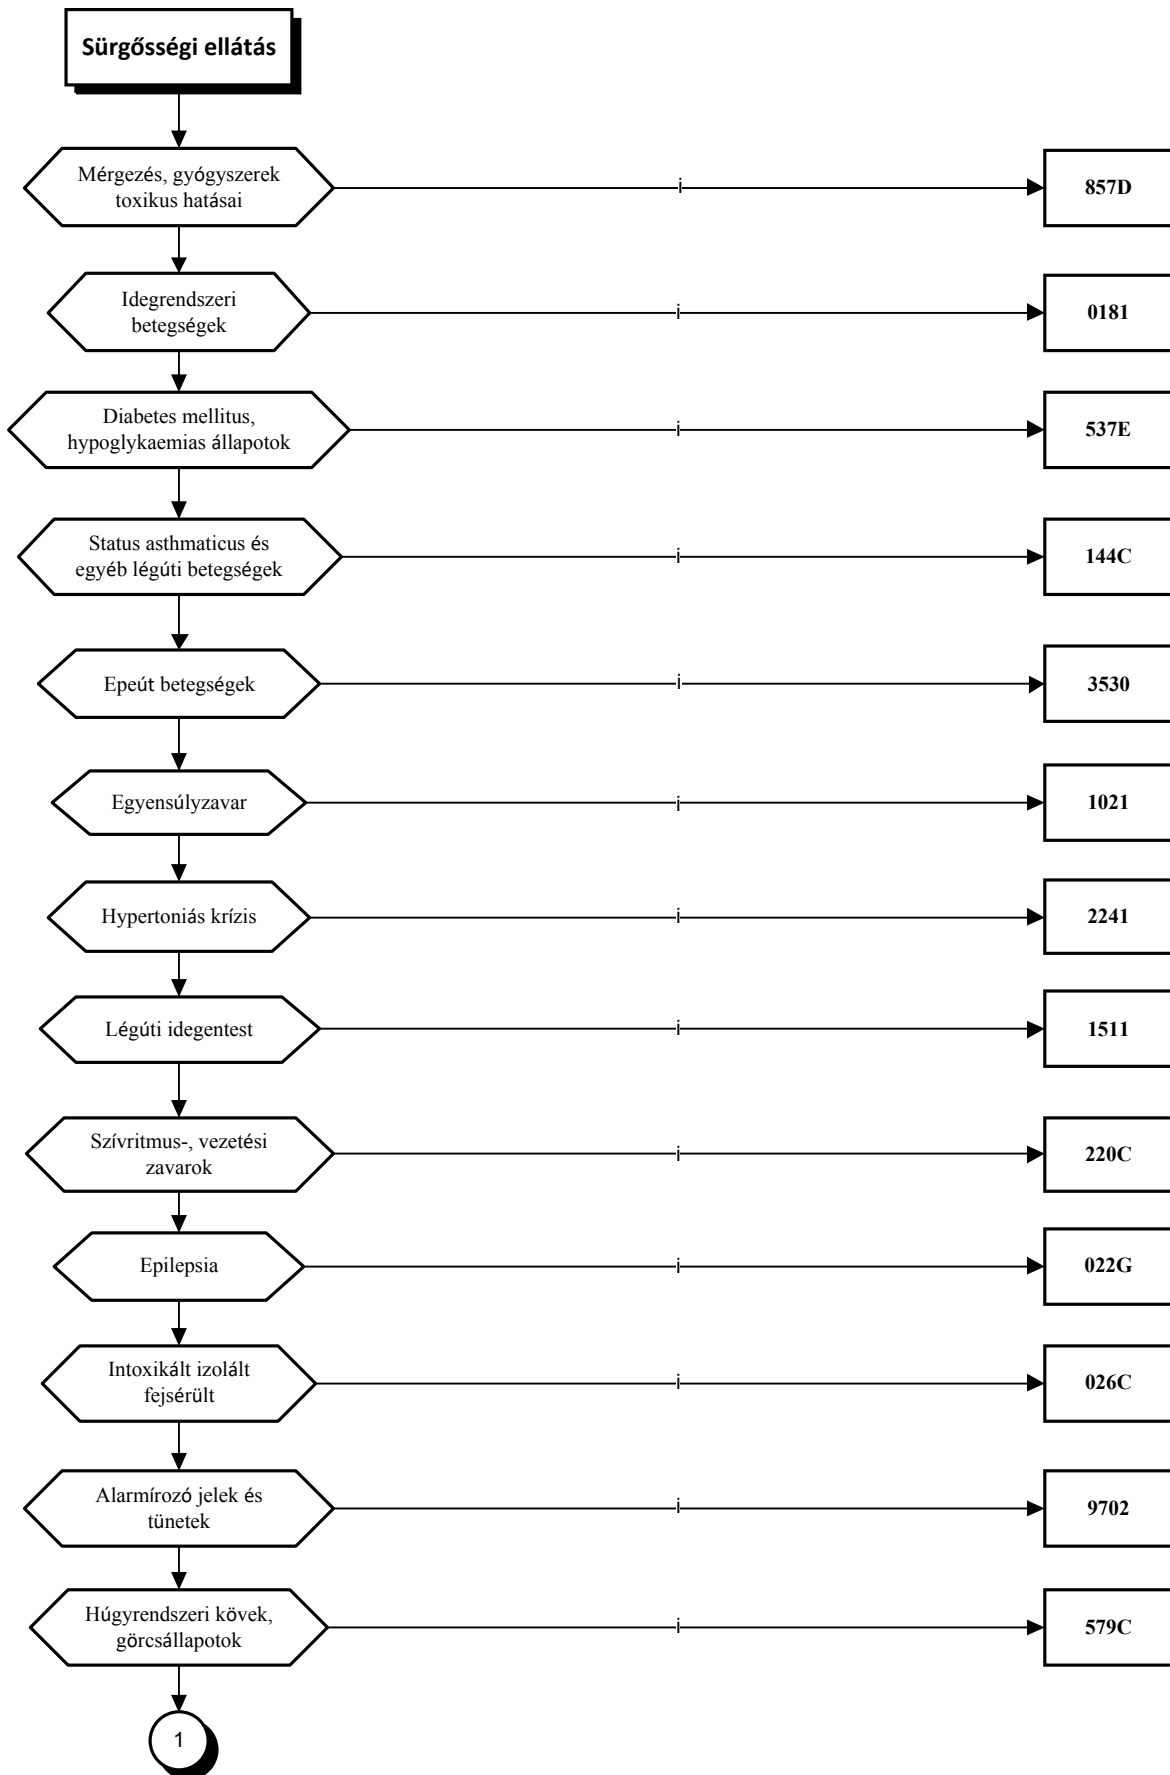 Sürgősségi ellátás
Mérgezés, gyógyszerek
toxikus hatásai
i
857D
Idegrendszeri
betegségek
i
0181
Diabetes mellitus,
hypoglykaemias állapotok
i
537E
Status asthmaticus és
egyéb légúti betegségek
i
144C
Epeút betegségek
i
3530
Egyensúlyzavar
i
1021
Hypertoniás krízis
i
2241
Légúti idegentest
i
1511
Szívritmus-, vezetési
zavarok
i
220C
Epilepsia
i
022G
Intoxikált izolált
fejsérült
i
026C
Alarmírozó jelek és
tünetek
i
9702
Húgyrendszeri kövek,
görcsállapotok
i
579C
1